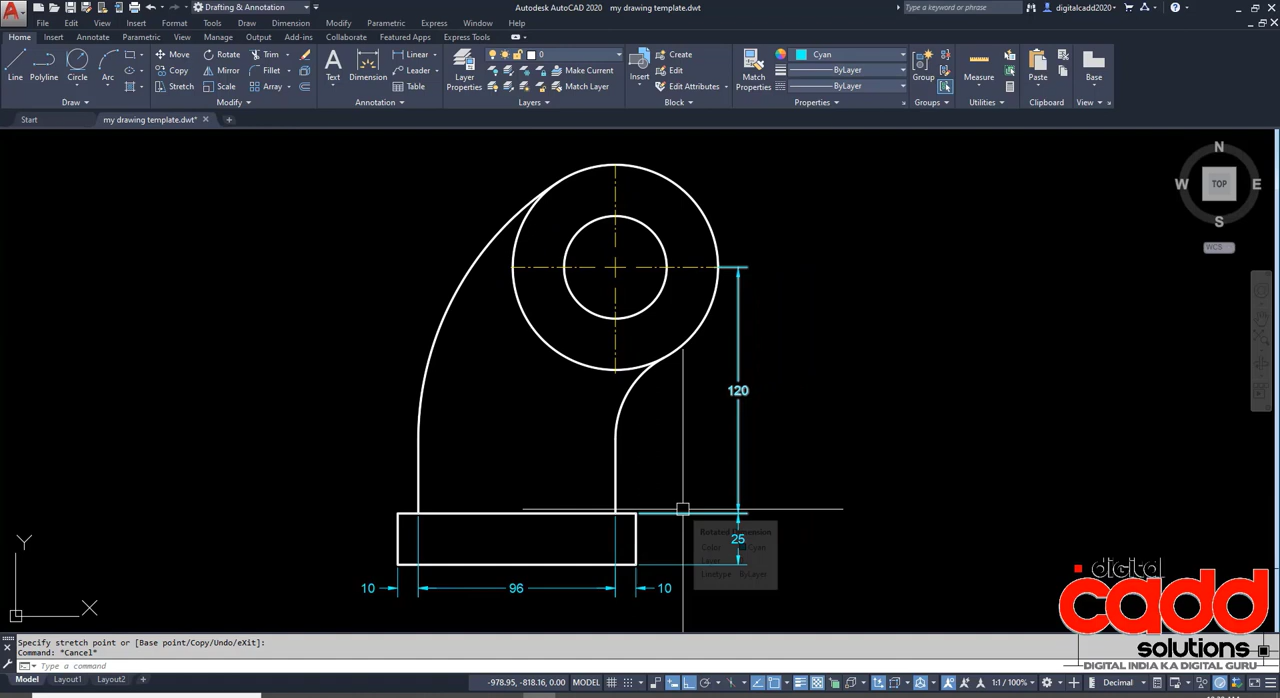 Drafting & Annotation
Autodesk AutoCAD 2020 my drawing template.dwt
Type a keyword or phrase
digitalcadd2020
File Edit View Insert Format Tools Draw Dimension Modify Parametric Express Window Help
Home Insert Annotate Parametric View Manage Output Add-ins Collaborate Featured Apps Express Tools
Line Polyline Circle Arc
Move Rotate Trim
Copy Mirror Fillet
Stretch Scale Array
Text Dimension
Linear
Leader
Table
Layer Properties
0
Make Current
Match Layer
Insert
Create
Edit
Edit Attributes
Match Properties
Cyan
ByLayer
ByLayer
Group
Measure
Paste
Base
Draw Modify Annotation Layers Block Properties Groups Utilities Clipboard View
Start my drawing template.dwt*
N
W TOP E
S
WCS
120
Rotated Dimension
25
Color Cyan
Layer
Linetype ByLayer
10 96 10
Y
X
digital
cadd
solutions
DIGITAL INDIA KA DIGITAL GURU
Specify stretch point or [Base point/Copy/Undo/eXit]:
Command: *Cancel*
Type a command
Model Layout1 Layout2
-978.95, -818.16, 0.00 MODEL
1:1 / 100%
Decimal